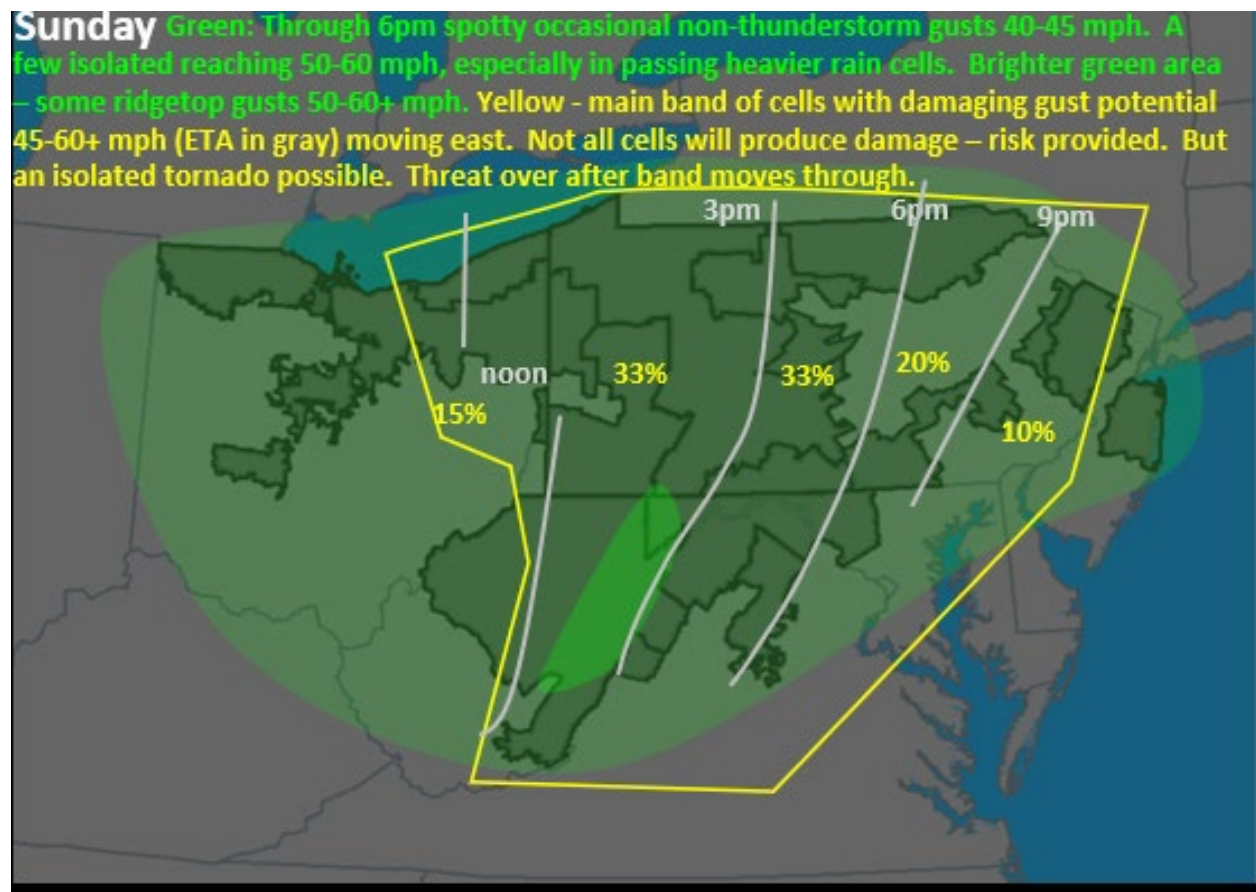 Sunday Green: Through 6pm spotty occasional non-thunderstorm gusts 40-45 mph. A
few isolated reaching 50-60 mph, especially in passing heavier rain cells. Brighter green area
– some ridgetop gusts 50-60+ mph. Yellow - main band of cells with damaging gust potential
45-60+ mph (ETA in gray) moving east. Not all cells will produce damage – risk provided. But
an isolated tornado possible. Threat over after band moves through.
3pm
6pm
9pm
noon
33%
33%
20%
15%
10%